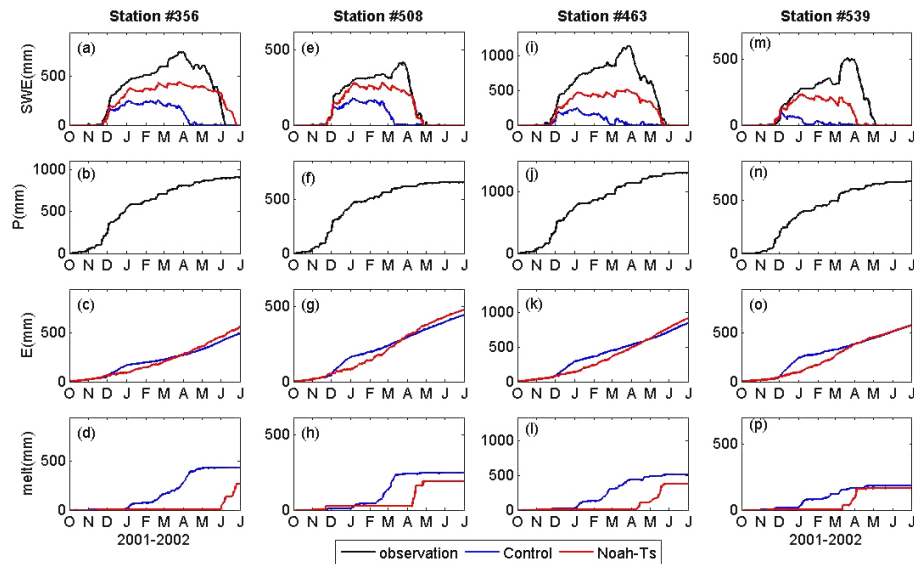 Station #356 Station #508 Station #463 Station #539
(a) (e) (i) (m)
SWE(mm)
500 0
500 0
1000 500 0
500 0
O N D J F M A M J
O N D J F M A M J
O N D J F M A M J
O N D J F M A M J
(b) (f) (j) (n)
P(mm)
1000 500 0
500 0
1000 0
500 0
O N D J F M A M J
O N D J F M A M J
O N D J F M A M J
O N D J F M A M J
(c) (g) (k) (o)
E(mm)
500 0
500 0
1000 500 0
500 0
O N D J F M A M J
O N D J F M A M J
O N D J F M A M J
O N D J F M A M J
(d) (h) (l) (p)
melt(mm)
500 0
500 0
1000 500 0
500 0
O N D J F M A M J
O N D J F M A M J
O N D J F M A M J
O N D J F M A M J
2001-2002 2001-2002
observation Control Noah-Ts